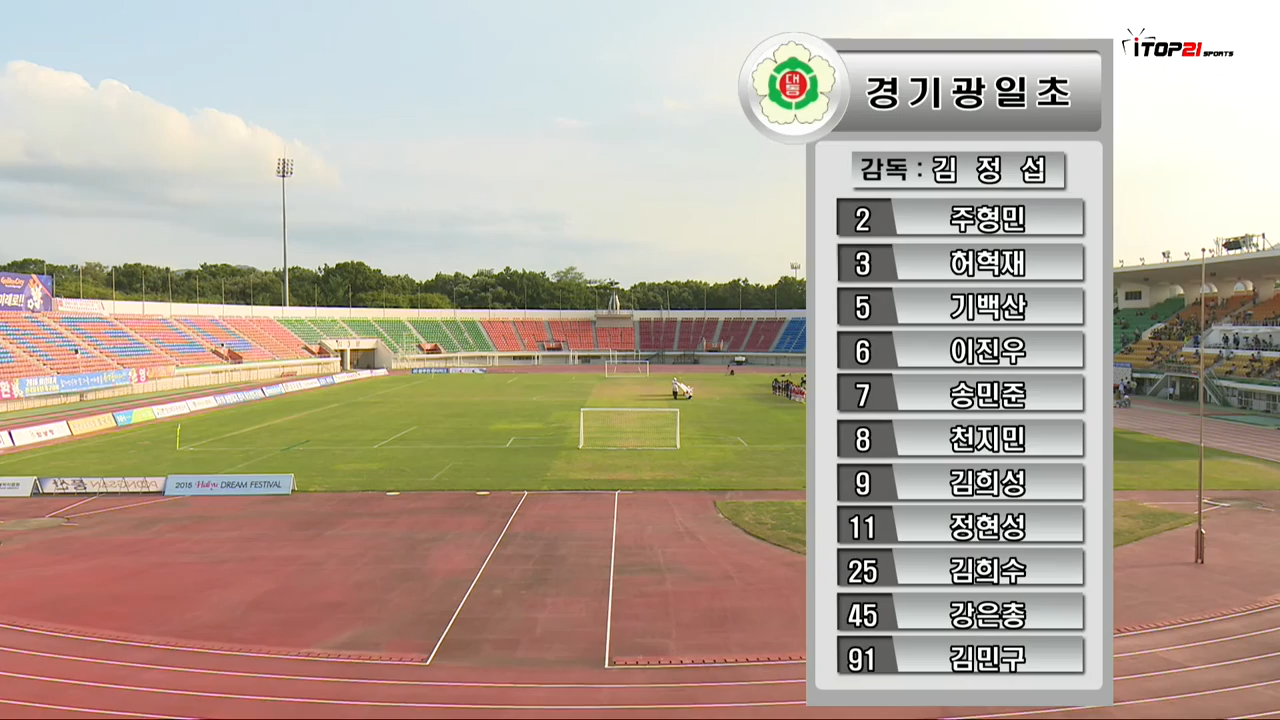 iTOP21 SPORTS
대동
경기광일초
감독 : 김 정 섭
2 주형민
3 허혁재
5 기백산
6 이진우
7 송민준
8 천지민
9 김희성
11 정현성
25 김희수
45 강은총
91 김민구
2015 Hallyu DREAM FESTIVAL